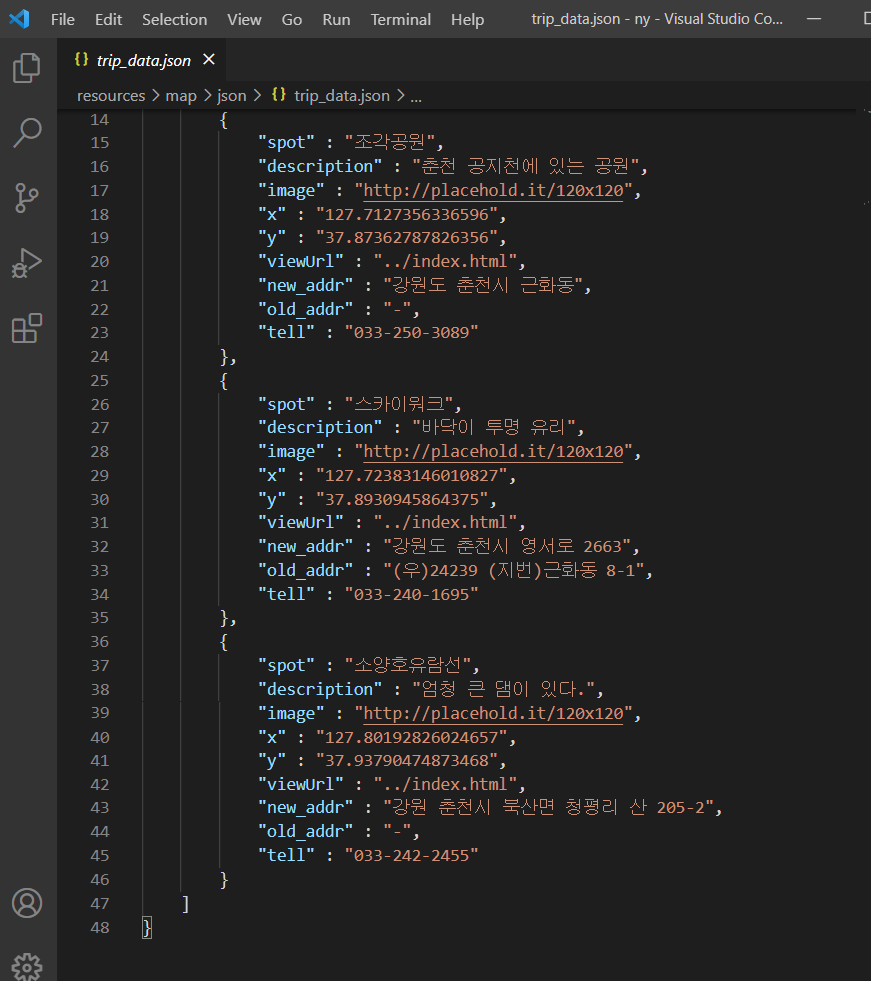 File Edit Selection View Go Run Terminal Help trip_data.json - ny - Visual Studio Co...
{} trip_data.json ×
resources > map > json > {} trip_data.json > ...
14 {
15 "spot" : "조각공원",
16 "description" : "춘천 공지천에 있는 공원",
17 "image" : "http://placehold.it/120x120",
18 "x" : "127.7127356336596",
19 "y" : "37.87362787826356",
20 "viewUrl" : "../index.html",
21 "new_addr" : "강원도 춘천시 근화동",
22 "old_addr" : "-",
23 "tell" : "033-250-3089"
24 },
25 {
26 "spot" : "스카이워크",
27 "description" : "바닥이 투명 유리",
28 "image" : "http://placehold.it/120x120",
29 "x" : "127.72383146010827",
30 "y" : "37.8930945864375",
31 "viewUrl" : "../index.html",
32 "new_addr" : "강원도 춘천시 영서로 2663",
33 "old_addr" : "(우)24239 (지번)근화동 8-1",
34 "tell" : "033-240-1695"
35 },
36 {
37 "spot" : "소양호유람선",
38 "description" : "엄청 큰 댐이 있다.",
39 "image" : "http://placehold.it/120x120",
40 "x" : "127.80192826024657",
41 "y" : "37.93790474873468",
42 "viewUrl" : "../index.html",
43 "new_addr" : "강원 춘천시 북산면 청평리 산 205-2",
44 "old_addr" : "-",
45 "tell" : "033-242-2455"
46 }
47 ]
48 }